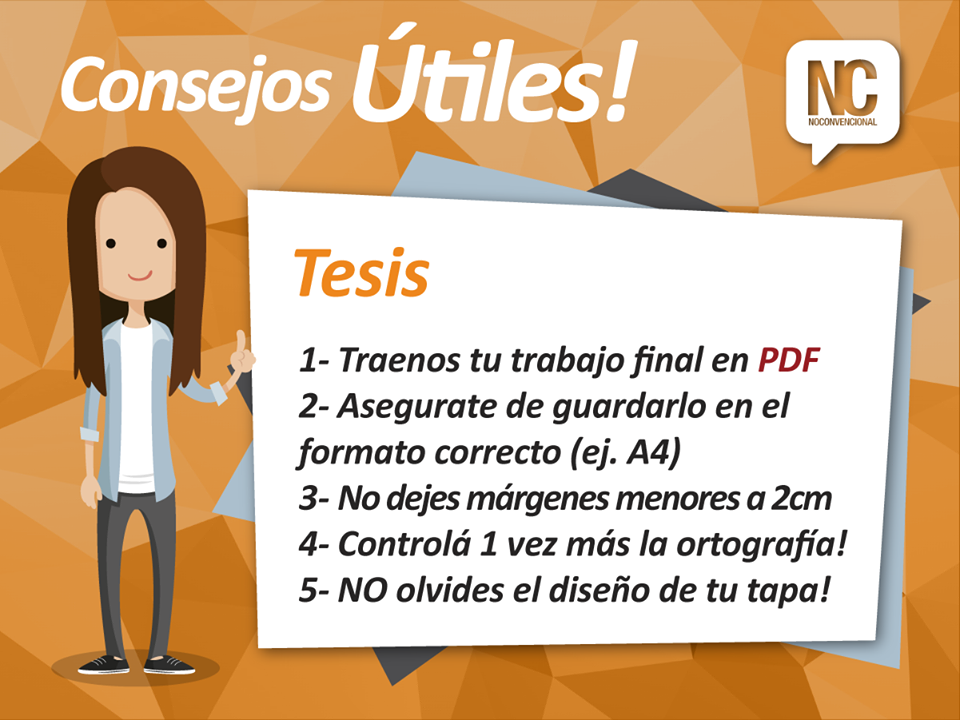 Consejos Útiles!
NC
NOCONVENCIONAL
Tesis
1- Traenos tu trabajo final en PDF
2- Asegurate de guardarlo en el
formato correcto (ej. A4)
3- No dejes márgenes menores a 2cm
4- Controlá 1 vez más la ortografía!
5- NO olvides el diseño de tu tapa!